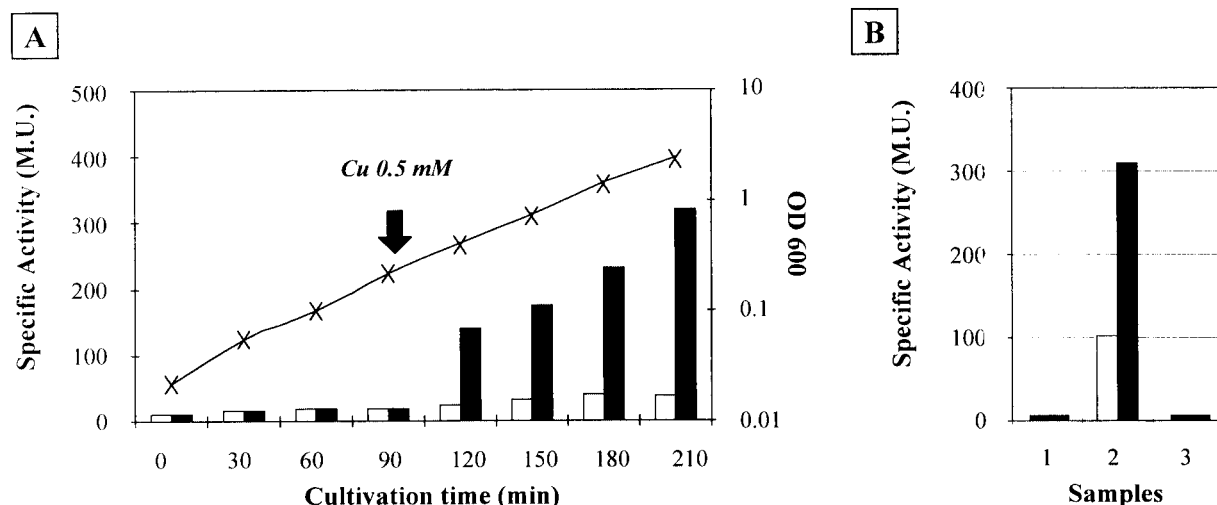 A
B
Specific Activity (M.U.)
500
400
300
200
100
0
Cu 0.5 mM
10
1
0.1
0.01
OD 600
0 30 60 90 120 150 180 210
Cultivation time (min)
Specific Activity (M.U.)
400
300
200
100
0
1 2 3
Samples